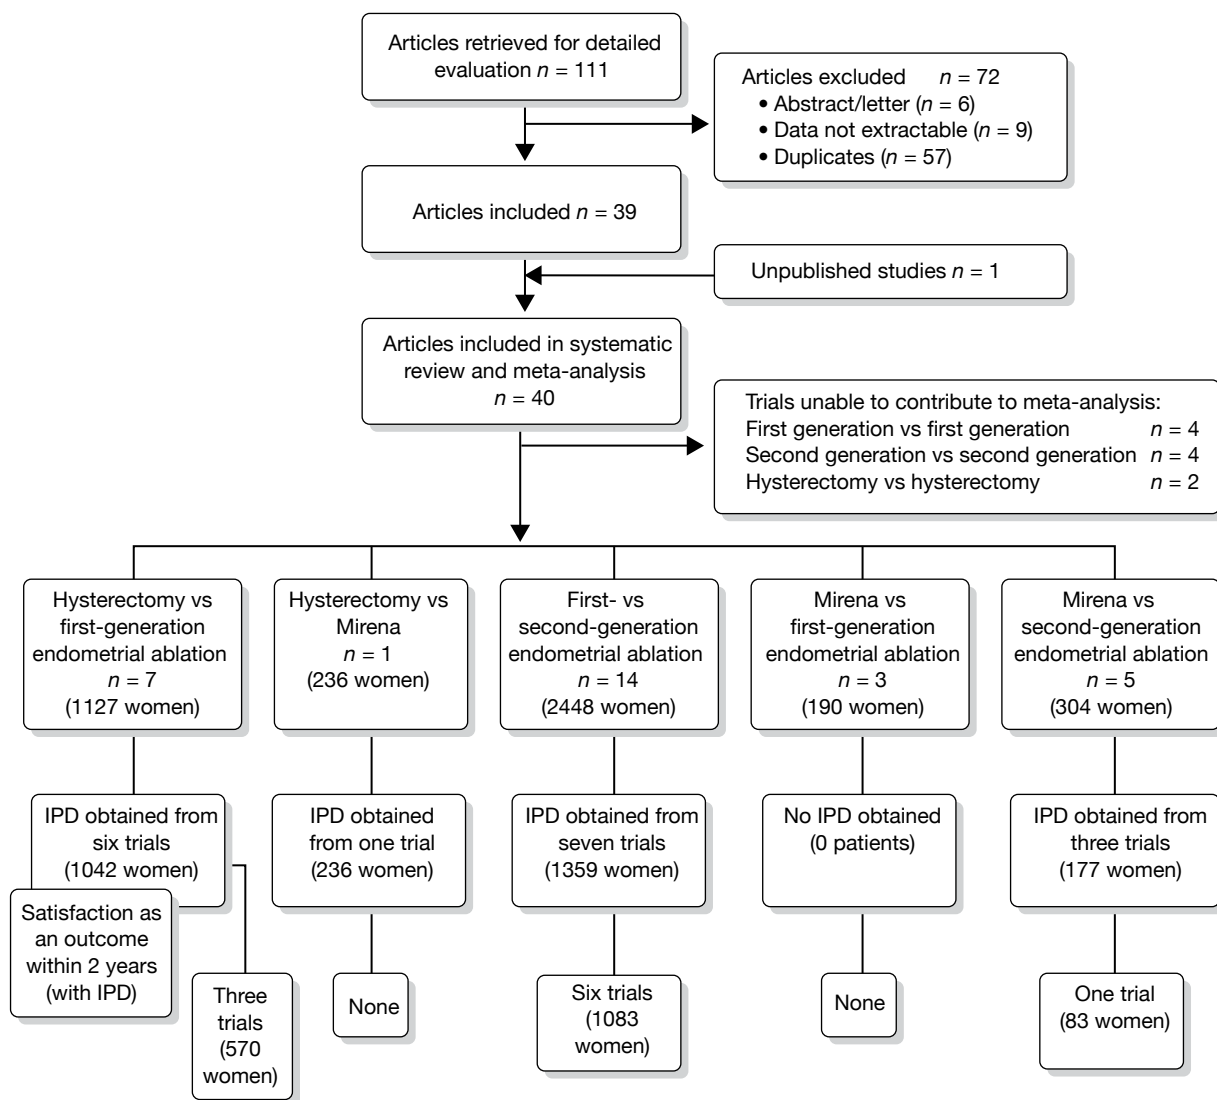 Articles retrieved for detailed
evaluation n = 111
Articles excluded n = 72
• Abstract/letter (n = 6)
• Data not extractable (n = 9)
• Duplicates (n = 57)
Articles included n = 39
Unpublished studies n = 1
Articles included in systematic
review and meta-analysis
n = 40
Trials unable to contribute to meta-analysis:
First generation vs first generation n = 4
Second generation vs second generation n = 4
Hysterectomy vs hysterectomy n = 2
Hysterectomy vs
first-generation
endometrial ablation
n = 7
(1127 women)
Hysterectomy vs
Mirena
n = 1
(236 women)
First- vs
second-generation
endometrial ablation
n = 14
(2448 women)
Mirena vs
first-generation
endometrial ablation
n = 3
(190 women)
Mirena vs
second-generation
endometrial ablation
n = 5
(304 women)
IPD obtained from
six trials
(1042 women)
IPD obtained
from one trial
(236 women)
IPD obtained from
seven trials
(1359 women)
No IPD obtained
(0 patients)
IPD obtained from
three trials
(177 women)
Satisfaction as
an outcome
within 2 years
(with IPD)
Three
trials
(570
women)
None
Six trials
(1083
women)
None
One trial
(83 women)